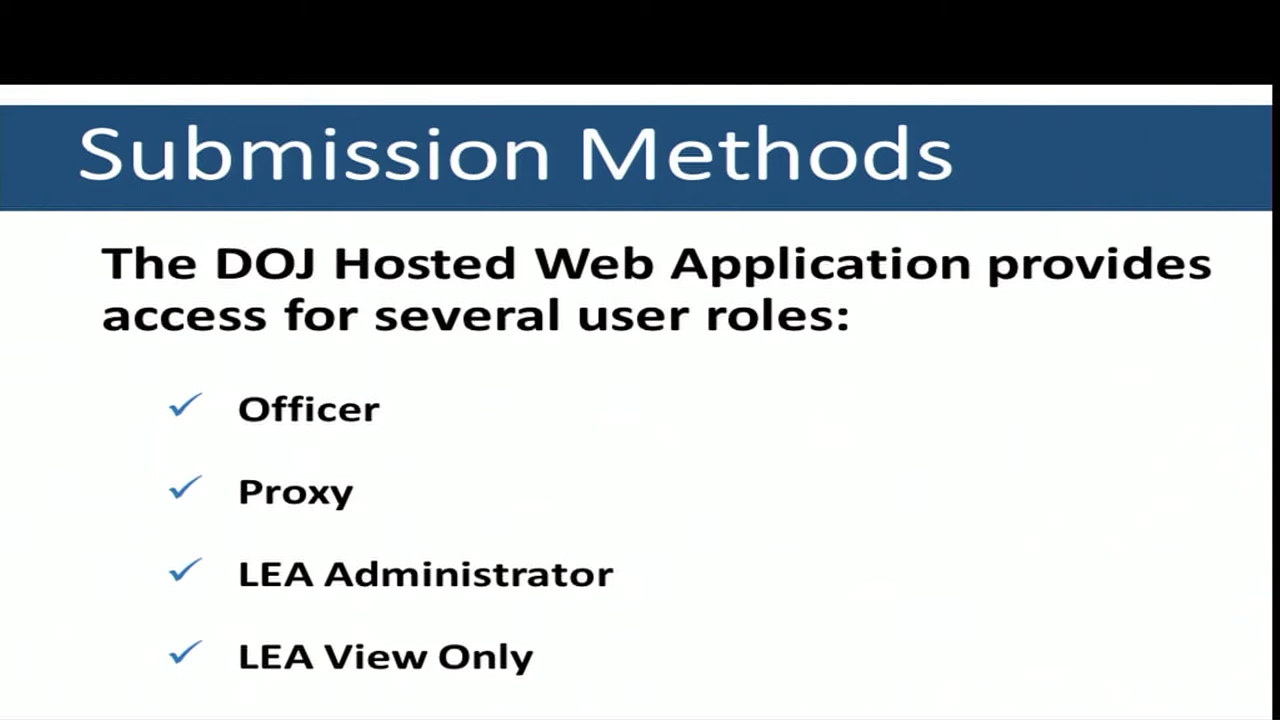 Submission Methods
The DOJ Hosted Web Application provides
access for several user roles:
Officer
Proxy
LEA Administrator
LEA View Only